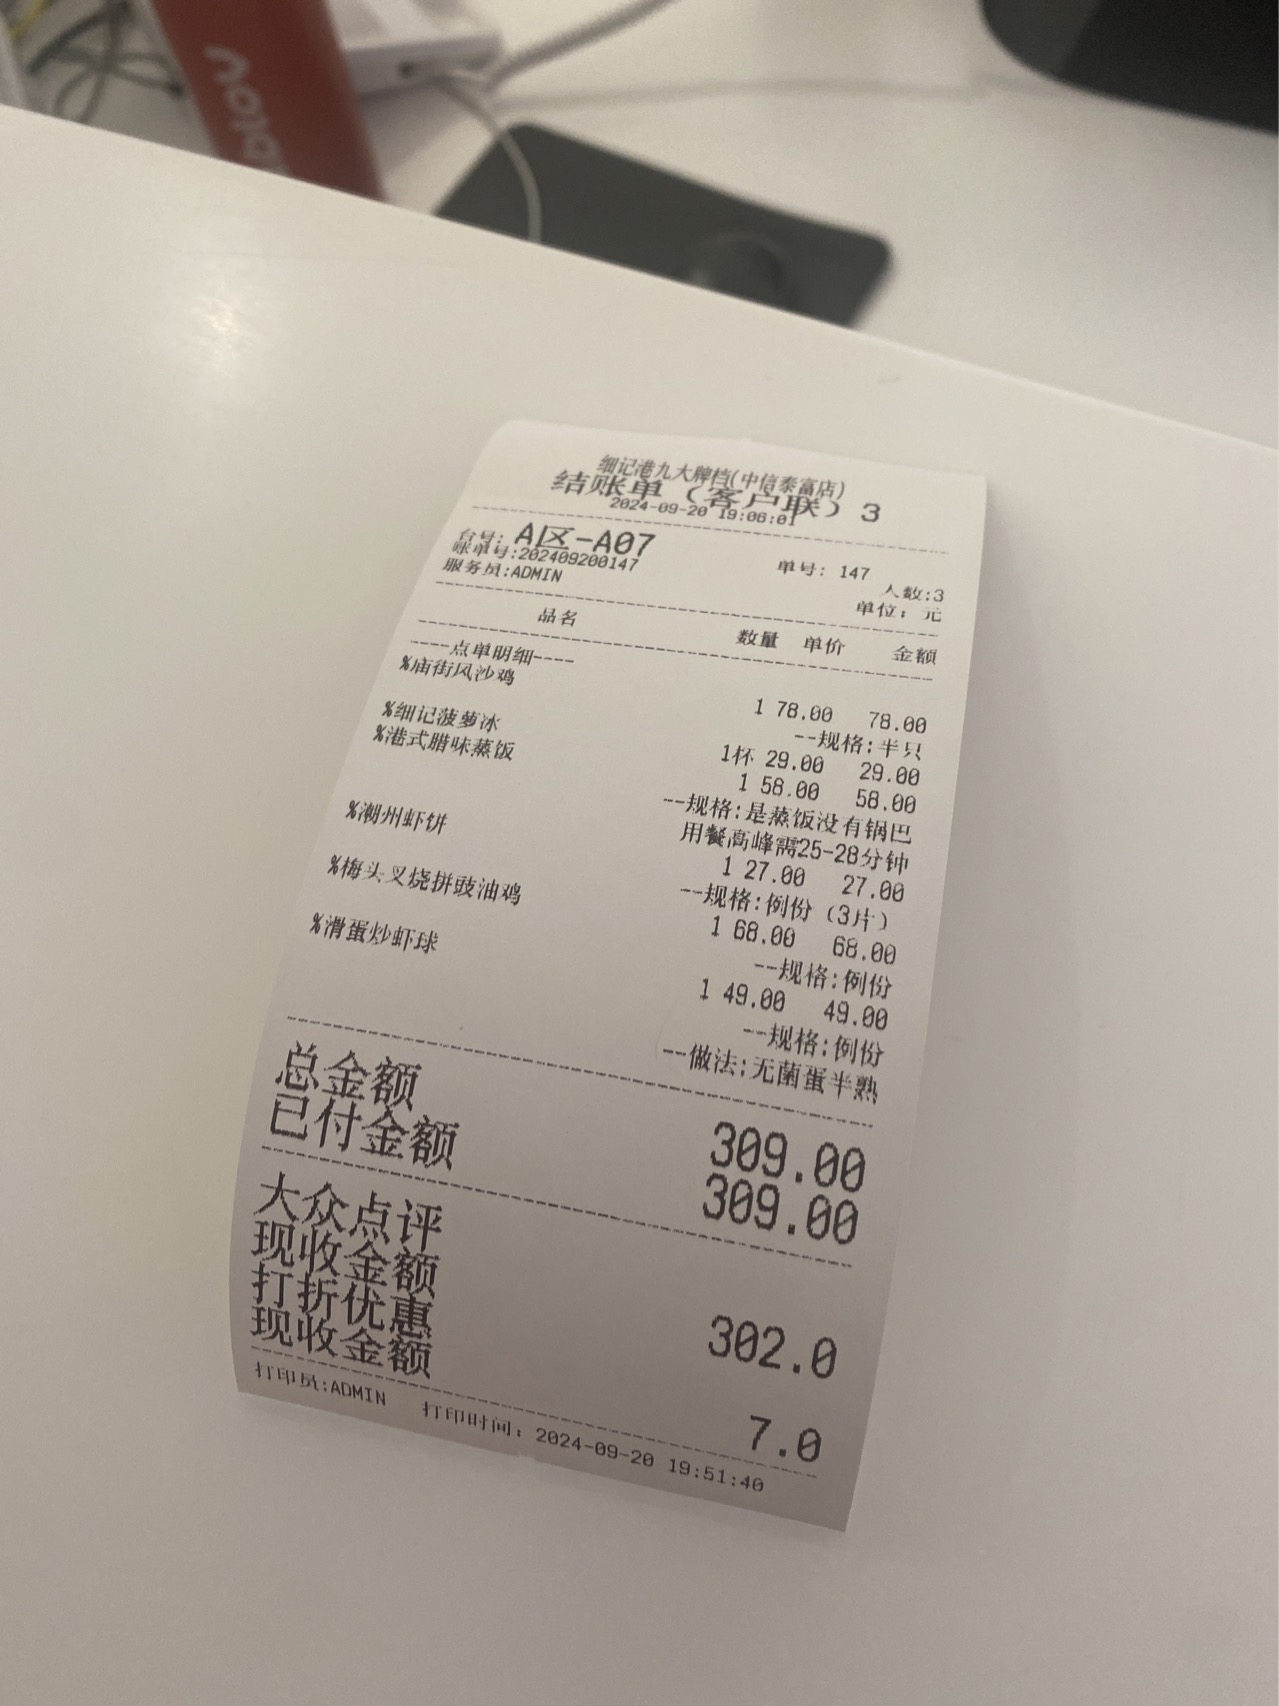 细记港九大牌档(中信泰富店)
结账单（客户联）3
2024-09-20 19:06:01
台号: A区-A07 单号: 147
账单号:202409200147 人数:3
服务员:ADMIN 单位: 元
品名 数量 单价 金额
----点单明细----
%庙街风沙鸡 1 78.00 78.00
--规格:半只
%细记菠萝冰 1杯 29.00 29.00
%港式腊味蒸饭 1 58.00 58.00
--规格:是蒸饭没有锅巴
用餐高峰需25-28分钟
%潮州虾饼 1 27.00 27.00
--规格:例份（3片）
%梅头叉烧拼豉油鸡 1 68.00 68.00
--规格:例份
%滑蛋炒虾球 1 49.00 49.00
--规格:例份
--做法:无菌蛋半熟
总金额 309.00
已付金额 309.00
大众点评
现收金额 302.0
打折优惠
现收金额 7.0
打印员:ADMIN 打印时间: 2024-09-20 19:51:40